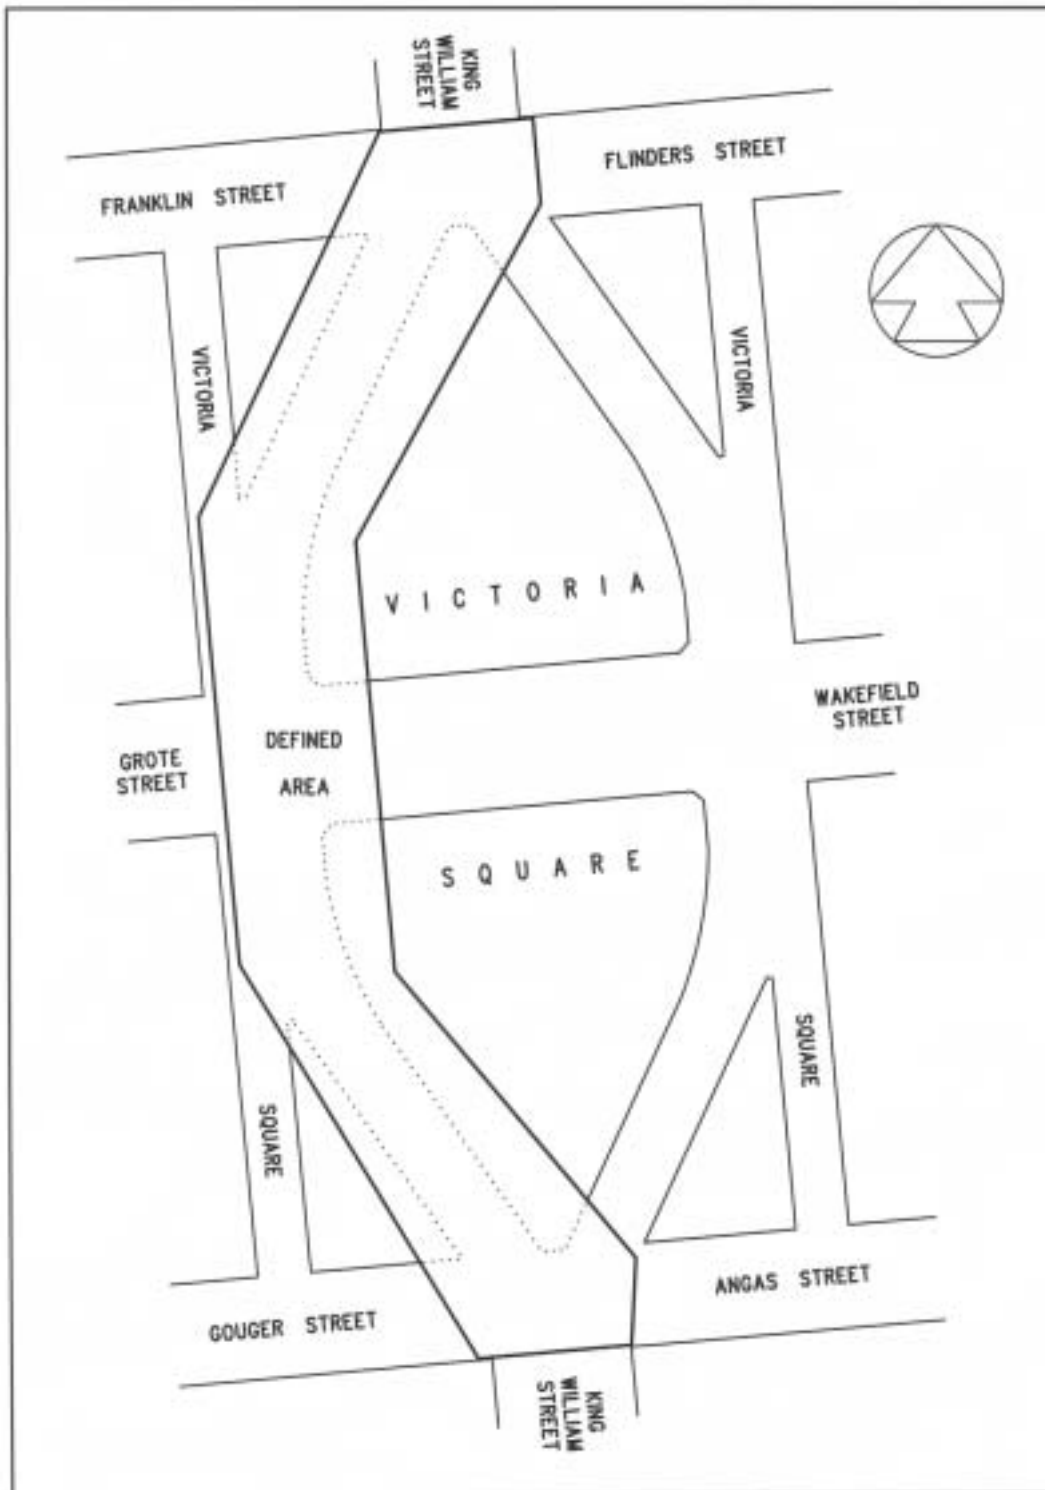 KING
WILLIAM
STREET
FLINDERS STREET
FRANKLIN STREET
VICTORIA
VICTORIA
VICTORIA
WAKEFIELD
STREET
DEFINED
AREA
GROTE
STREET
SQUARE
SQUARE
SQUARE
ANGAS STREET
GOUGER STREET
KING
WILLIAM
STREET